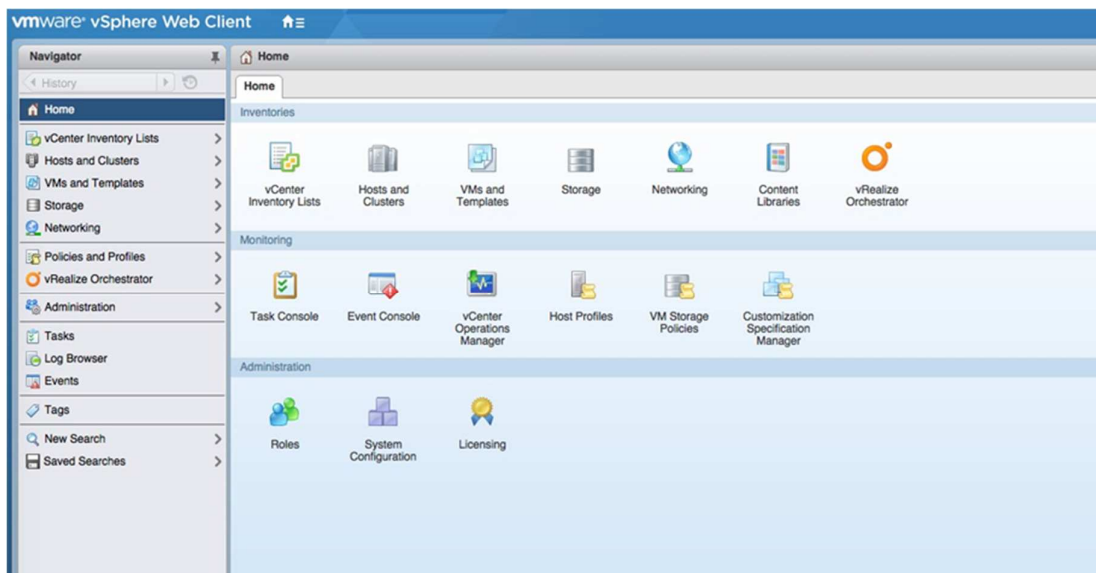 vmware® vSphere Web Client
Navigator
History
Home
vCenter Inventory Lists
Hosts and Clusters
VMs and Templates
Storage
Networking
Policies and Profiles
vRealize Orchestrator
Administration
Tasks
Log Browser
Events
Tags
New Search
Saved Searches
Home
Home
Inventories
vCenter
Inventory Lists
Hosts and
Clusters
VMs and
Templates
Storage
Networking
Content
Libraries
vRealize
Orchestrator
Monitoring
Task Console
Event Console
vCenter
Operations
Manager
Host Profiles
VM Storage
Policies
Customization
Specification
Manager
Administration
Roles
System
Configuration
Licensing